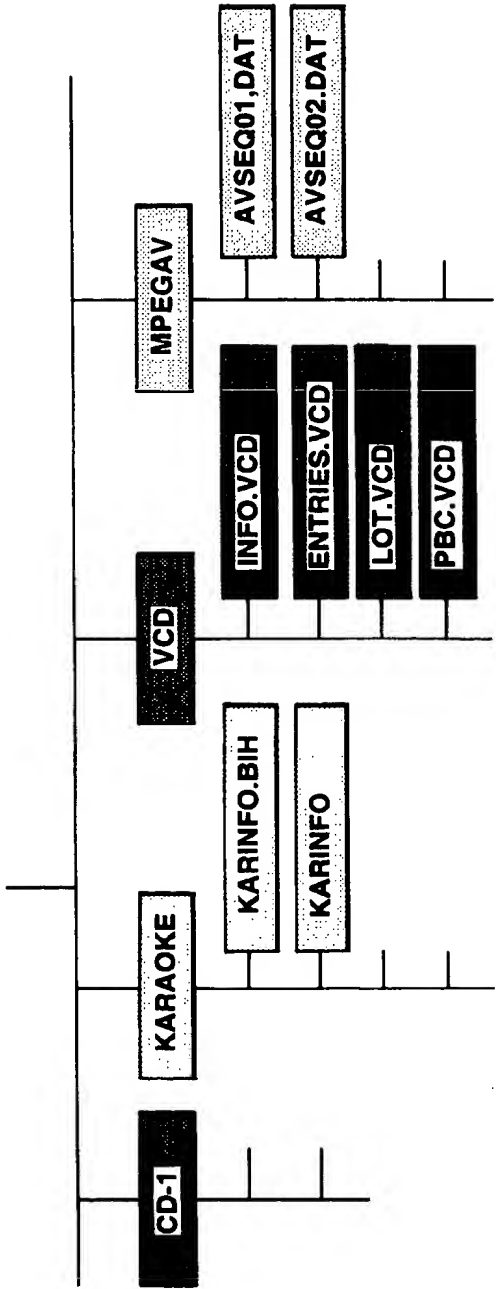 CD-1
KARAOKE
KARINFO.BIH
KARINFO
VCD
INFO.VCD
ENTRIES.VCD
LOT.VCD
PBC.VCD
MPEGAV
AVSEQ01,DAT
AVSEQ02.DAT